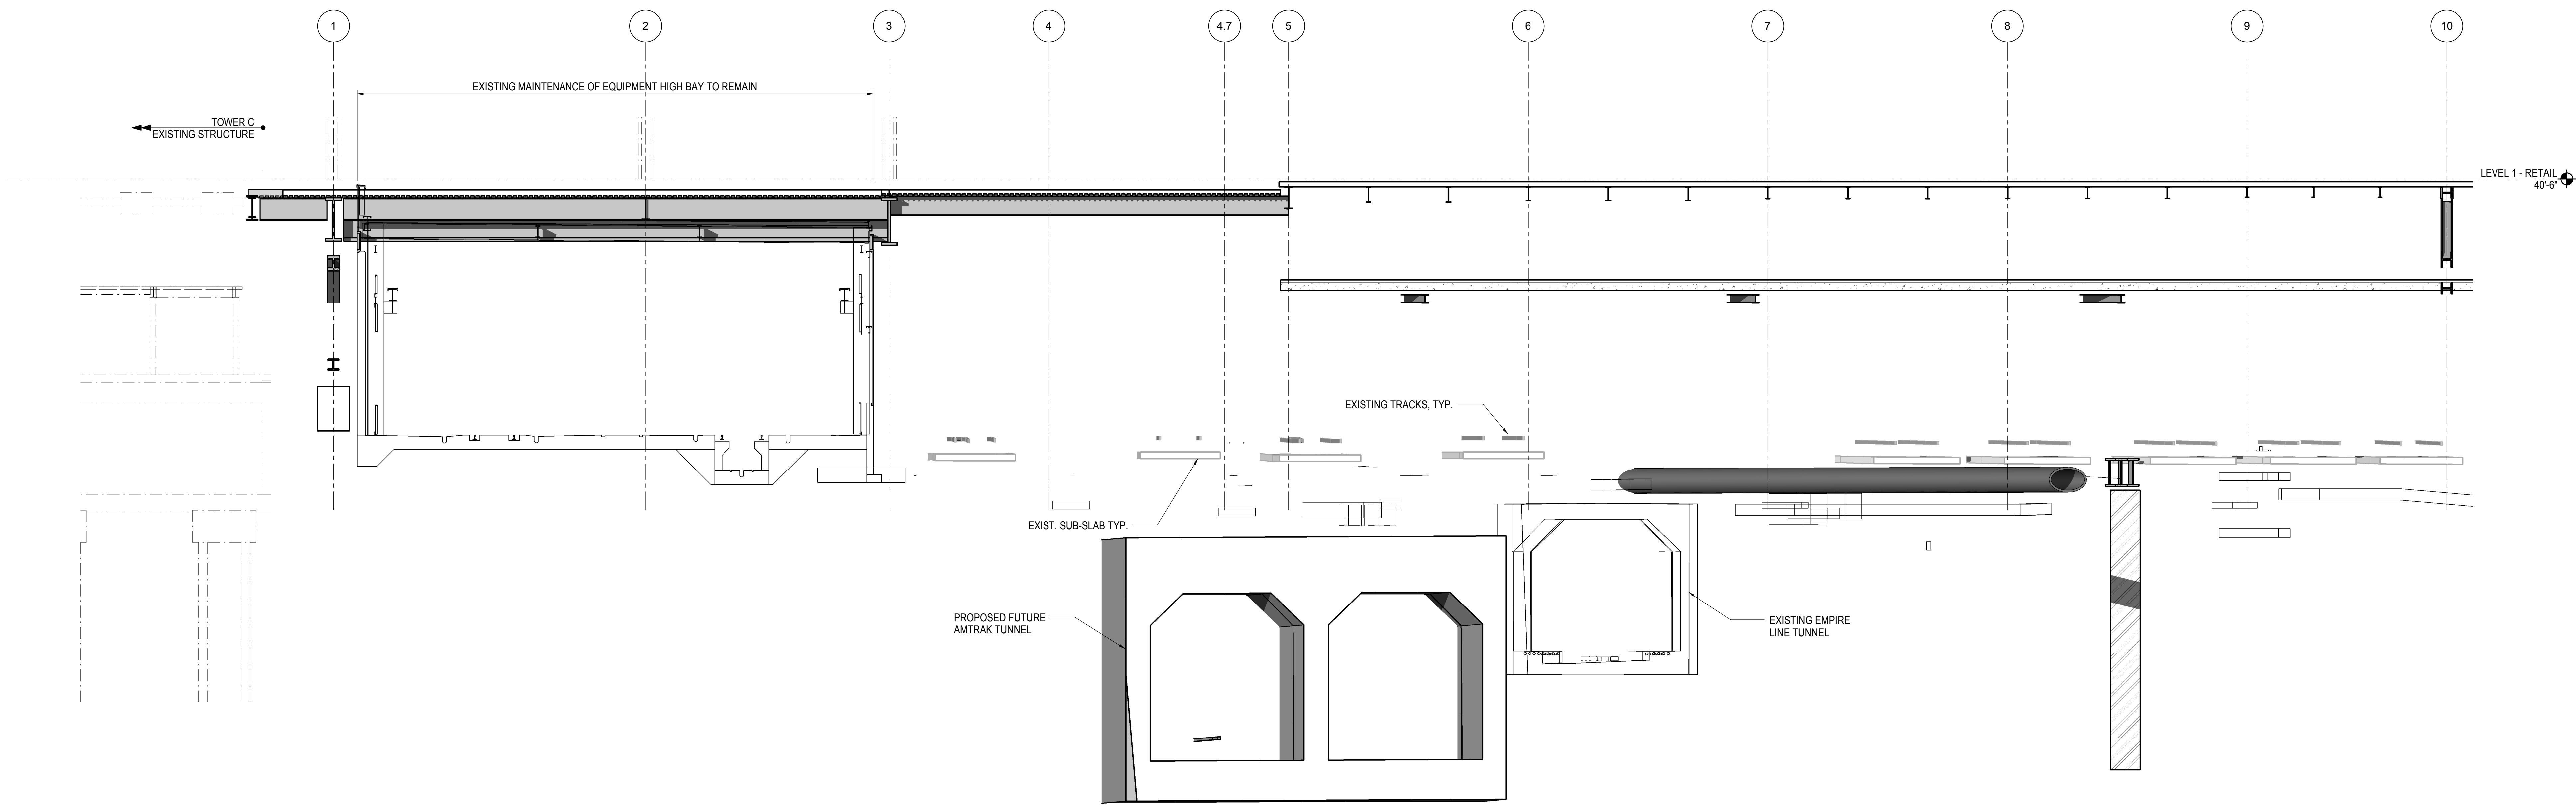 1
2
3
4
4.7
5
6
7
8
9
10
EXISTING MAINTENANCE OF EQUIPMENT HIGH BAY TO REMAIN
TOWER C
EXISTING STRUCTURE
LEVEL 1 - RETAIL
40'-6"
EXISTING TRACKS, TYP.
EXIST. SUB-SLAB TYP.
PROPOSED FUTURE
AMTRAK TUNNEL
EXISTING EMPIRE
LINE TUNNEL